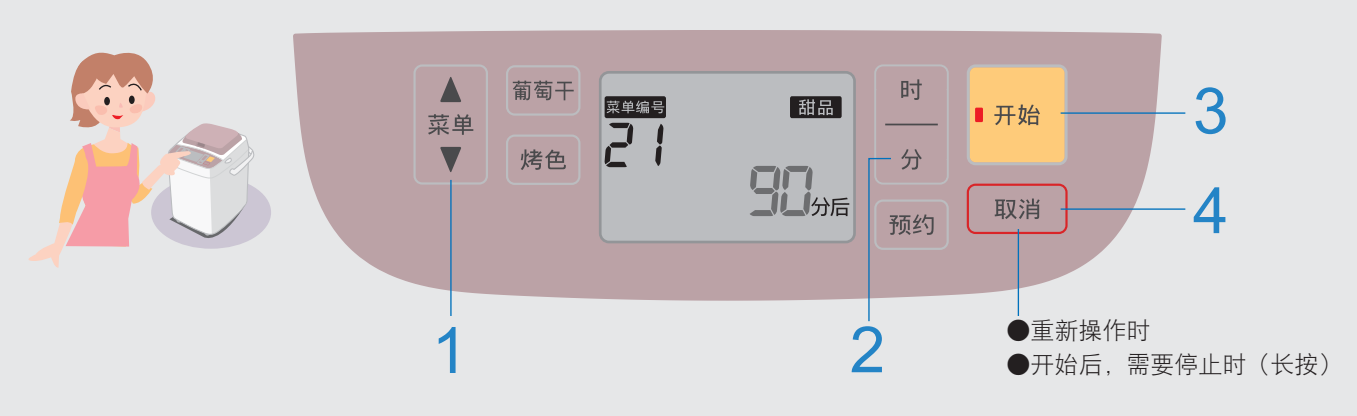 ▲
菜单
▼
葡萄干
烤色
菜单编号
21
甜品
90分后
时
分
预约
开始
取消
1
2
3
4
●重新操作时
●开始后，需要停止时（长按）